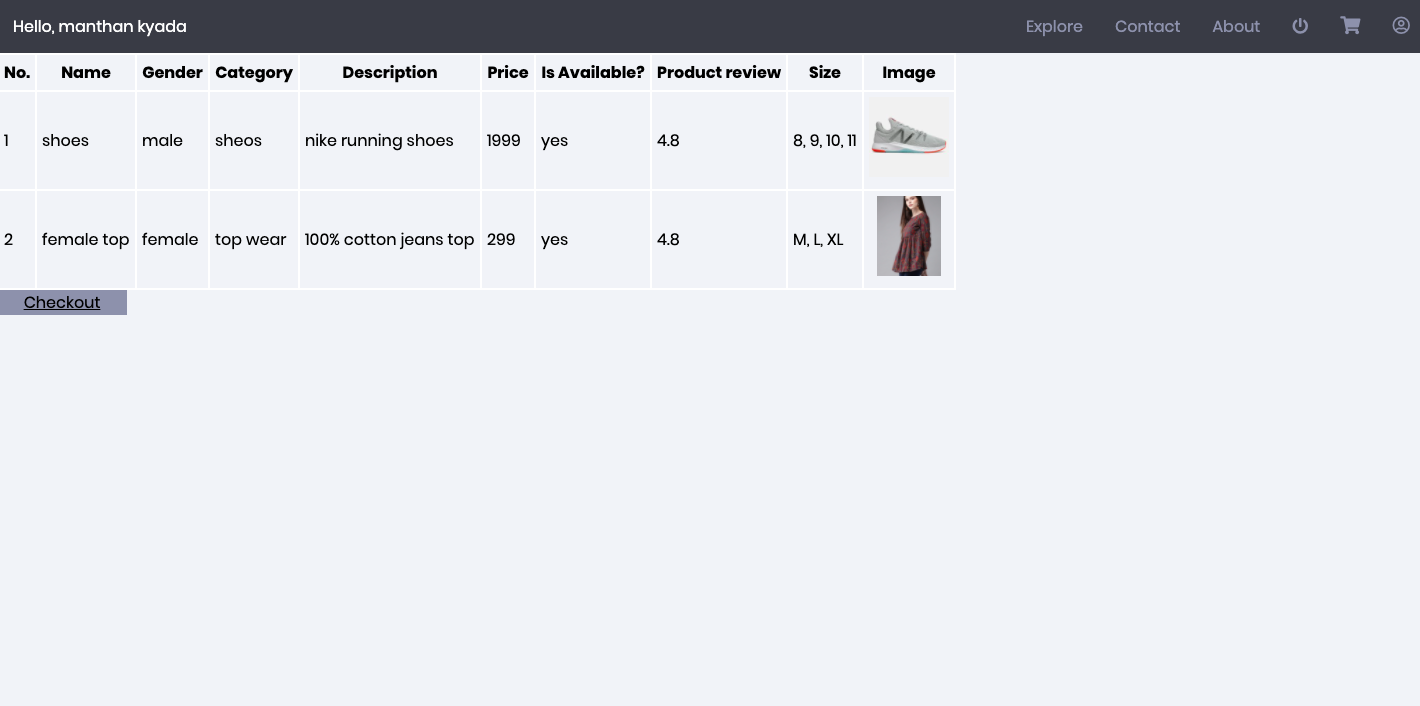 Hello, manthan kyada Explore Contact About
No. Name Gender Category Description Price Is Available? Product review Size Image
1 shoes male sheos nike running shoes 1999 yes 4.8 8, 9, 10, 11
2 female top female top wear 100% cotton jeans top 299 yes 4.8 M, L, XL
Checkout